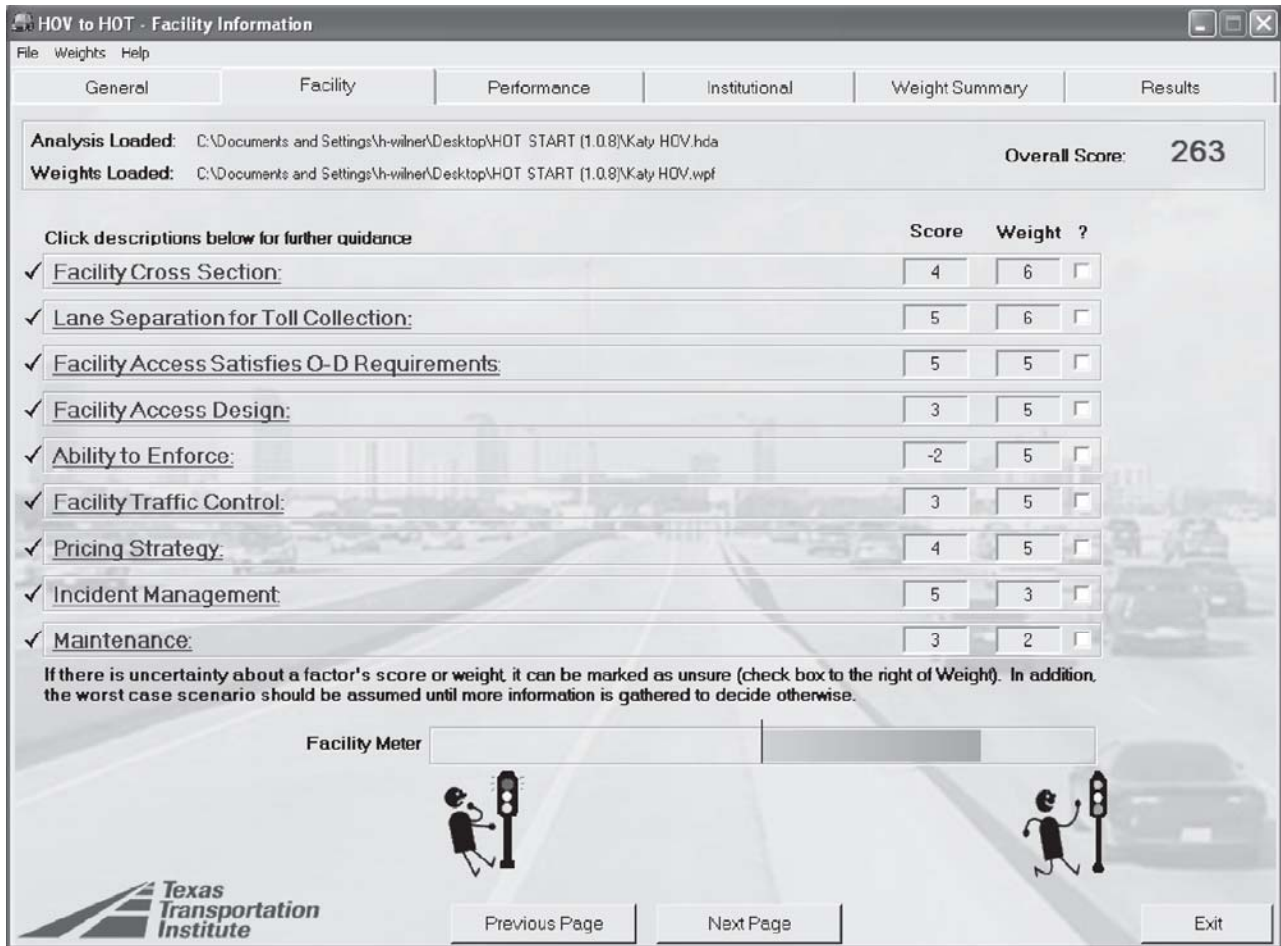 HOV to HOT - Facility Information
File Weights Help
General Facility Performance Institutional Weight Summary Results
Analysis Loaded: C:\Documents and Settings\h-wilner\Desktop\HOT START (1.0.8)\Katy HOV.hda
Overall Score: 263
Weights Loaded: C:\Documents and Settings\h-wilner\Desktop\HOT START (1.0.8)\Katy HOV.wpf
Click descriptions below for further guidance Score Weight ?
Facility Cross Section: 4 6
Lane Separation for Toll Collection: 5 6
Facility Access Satisfies O-D Requirements: 5 5
Facility Access Design: 3 5
Ability to Enforce: -2 5
Facility Traffic Control: 3 5
Pricing Strategy: 4 5
Incident Management: 5 3
Maintenance: 3 2
If there is uncertainty about a factor's score or weight, it can be marked as unsure (check box to the right of Weight). In addition,
the worst case scenario should be assumed until more information is gathered to decide otherwise.
Facility Meter
Texas
Transportation
Institute
Previous Page Next Page Exit